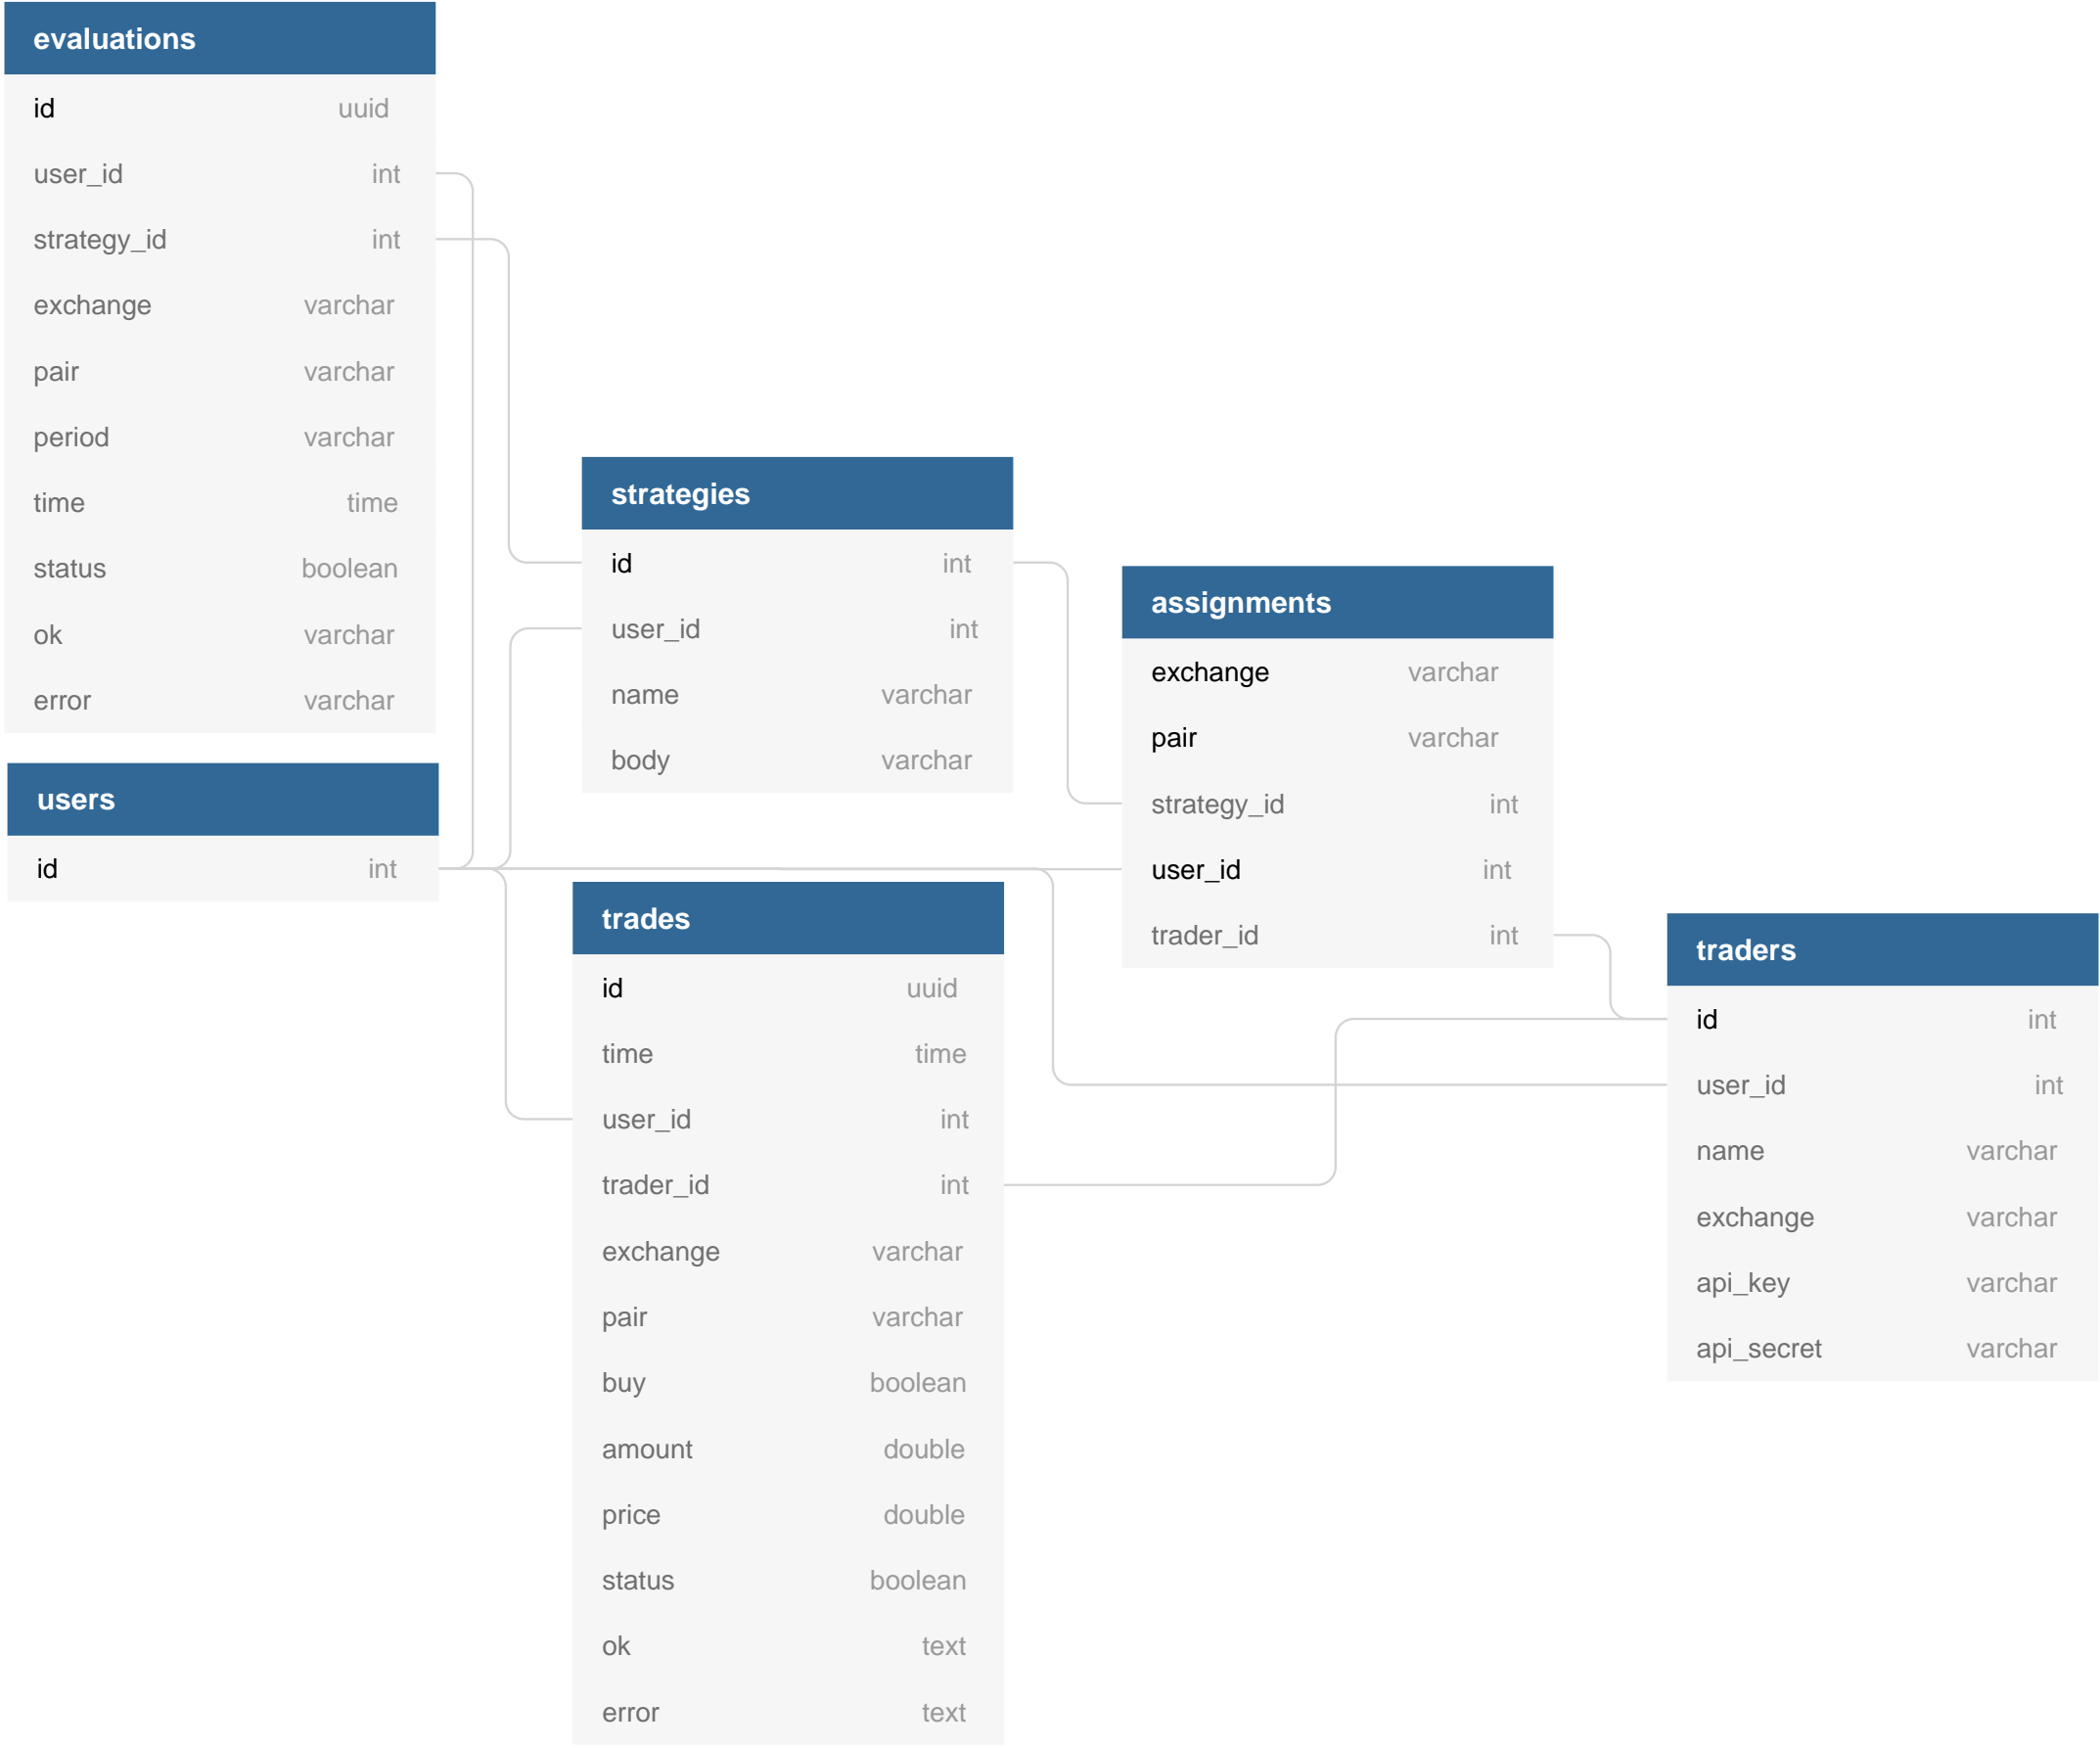 evaluations
id uuid
user_id int
strategy_id int
exchange varchar
pair varchar
period varchar
time time
status boolean
ok varchar
error varchar
users
id int
strategies
id int
user_id int
name varchar
body varchar
trades
id uuid
time time
user_id int
trader_id int
exchange varchar
pair varchar
buy boolean
amount double
price double
status boolean
ok text
error text
assignments
exchange varchar
pair varchar
strategy_id int
user_id int
trader_id int
traders
id int
user_id int
name varchar
exchange varchar
api_key varchar
api_secret varchar